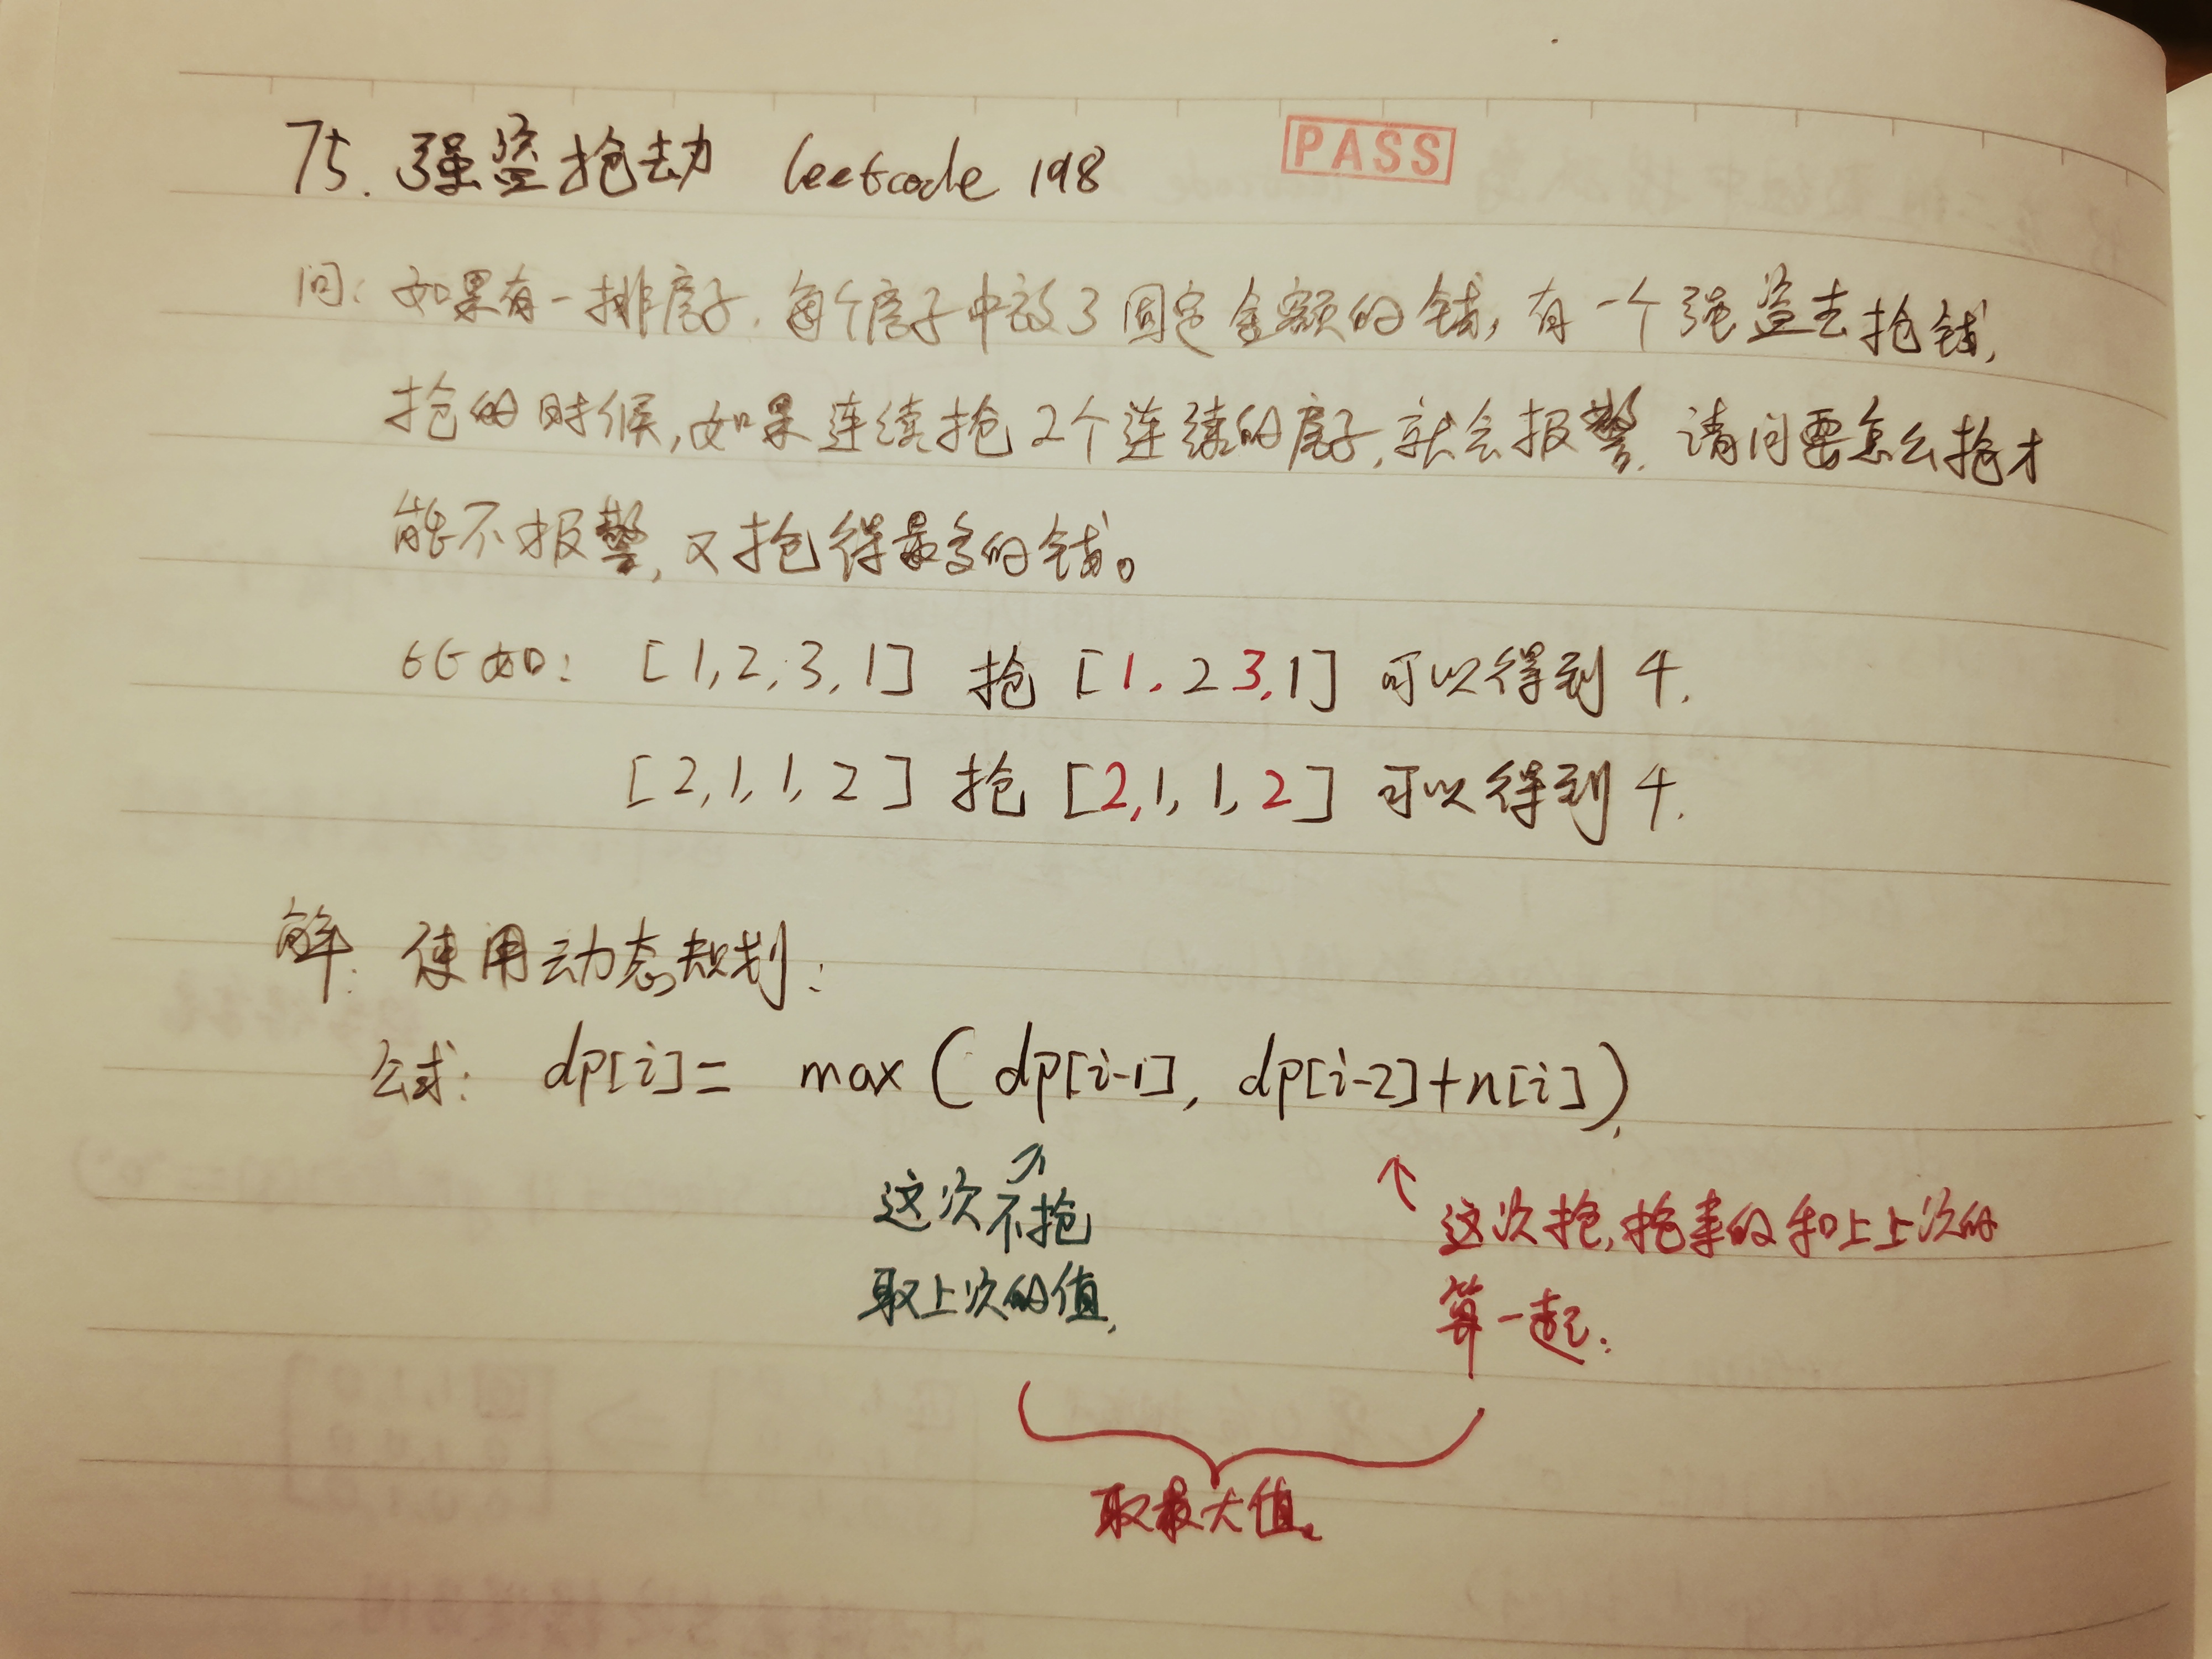 75. 强盗抢劫 leetcode 198 PASS
问: 如果有一排房子, 每个房子中放了固定金额的钱, 有一个强盗去抢钱,
抢的时候, 如果连续抢2个连续的房子, 就会报警. 请问要怎么抢才
能不报警, 又抢得最多的钱。
比如: [1,2,3,1] 抢 [1,2 3,1] 可以得到 4.
[2,1,1,2] 抢 [2,1,1,2] 可以得到 4.
解: 使用动态规划:
公式: dp[i]= max ( dp[i-1], dp[i-2]+n[i]).
这次不抢
取上次的值,
↑ 这次抢, 抢来的和上上次的
算一起.
取最大值。